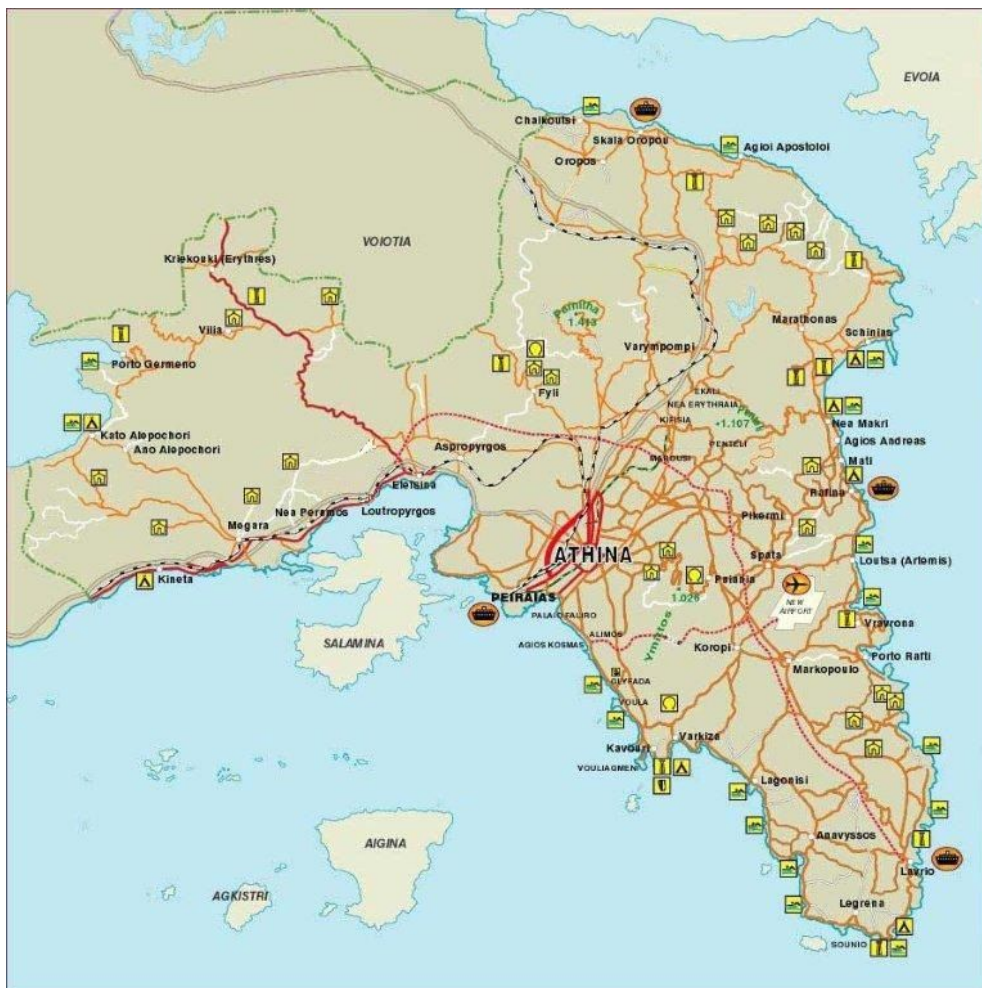 EVOIA
Chalkoutsi
Skala Oropou
Agioi Apostoloi
Oropos
VOIOTIA
Kriekouki (Erythres)
Parnitha
1.413
Vilia
Marathonas
Schinias
Varympompi
Porto Germeno
Fyli
EKALI
NEA ERYTHRAIA
KIFISIA
1.107
Nea Makri
Kato Alepochori
Agios Andreas
Ano Alepochori
Aspropyrgos
PENTELI
MAROUSI
Mati
Elefsina
Rafina
Nea Peramos
Loutropyrgos
Pikermi
Megara
ATHINA
Spata
Loutsa (Artemis)
Kineta
Paiania
PEIRAIAS
1.026
NEW
AIRPORT
PALAIO FALIRO
Vravrona
SALAMINA
ALIMOS
Ymittos
AGIOS KOSMAS
Koropi
Porto Rafti
Markopoulo
GLYFADA
VOULA
Varkiza
Kavouri
VOULIAGMENI
Lagonisi
Anavyssos
AIGINA
Lavrio
AGKISTRI
Legrena
SOUNIO